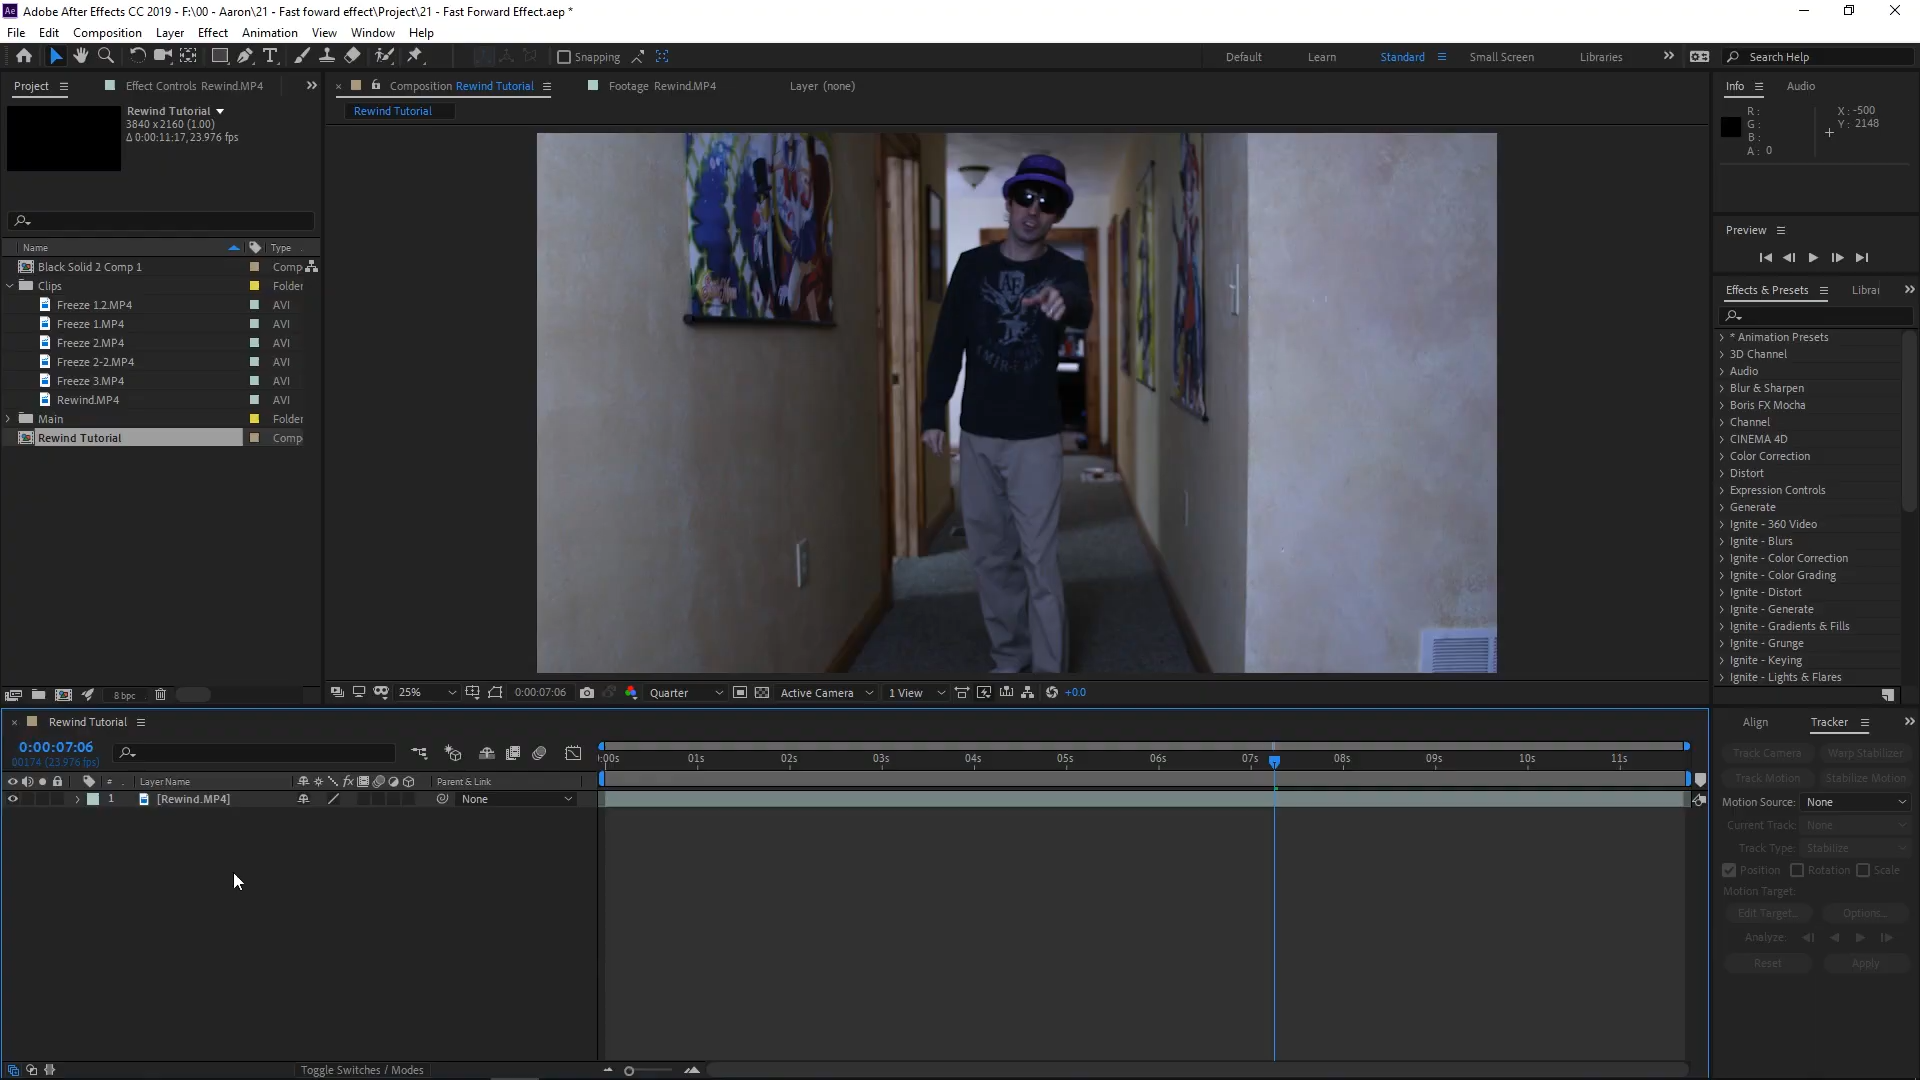 Adobe After Effects CC 2019 - F:\00 - Aaron\21 - Fast foward effect\Project\21 - Fast Forward Effect.aep *
File Edit Composition Layer Effect Animation View Window Help
Snapping Default Learn Standard Small Screen Libraries Search Help
Project Effect Controls Rewind.MP4
Composition Rewind Tutorial Footage Rewind.MP4 Layer (none)
Info Audio
Rewind Tutorial
3840 x 2160 (1.00)
Δ 0:00:11:17, 23.976 fps
Rewind Tutorial
R :
G :
B :
A : 0
X : -500
Y : 2148
Preview
Name Type
Black Solid 2 Comp 1 Comp
Clips Folder
Freeze 1.2.MP4 AVI
Freeze 1.MP4 AVI
Freeze 2.MP4 AVI
Freeze 2-2.MP4 AVI
Freeze 3.MP4 AVI
Rewind.MP4 AVI
Main Folder
Rewind Tutorial Comp
8 bpc
25% 0:00:07:06 Quarter Active Camera 1 View +0.0
Effects & Presets Librar
* Animation Presets
3D Channel
Audio
Blur & Sharpen
Boris FX Mocha
Channel
CINEMA 4D
Color Correction
Distort
Expression Controls
Generate
Ignite - 360 Video
Ignite - Blurs
Ignite - Color Correction
Ignite - Color Grading
Ignite - Distort
Ignite - Generate
Ignite - Gradients & Fills
Ignite - Grunge
Ignite - Keying
Ignite - Lights & Flares
Rewind Tutorial
0:00:07:06
00174 (23.976 fps)
# Layer Name Parent & Link
1 [Rewind.MP4] None
:00s 01s 02s 03s 04s 05s 06s 07s 08s 09s 10s 11s
Toggle Switches / Modes
Align Tracker
Track Camera Warp Stabilizer
Track Motion Stabilize Motion
Motion Source: None
Current Track: None
Track Type: Stabilize
Position Rotation Scale
Motion Target:
Edit Target... Options...
Analyze:
Reset Apply